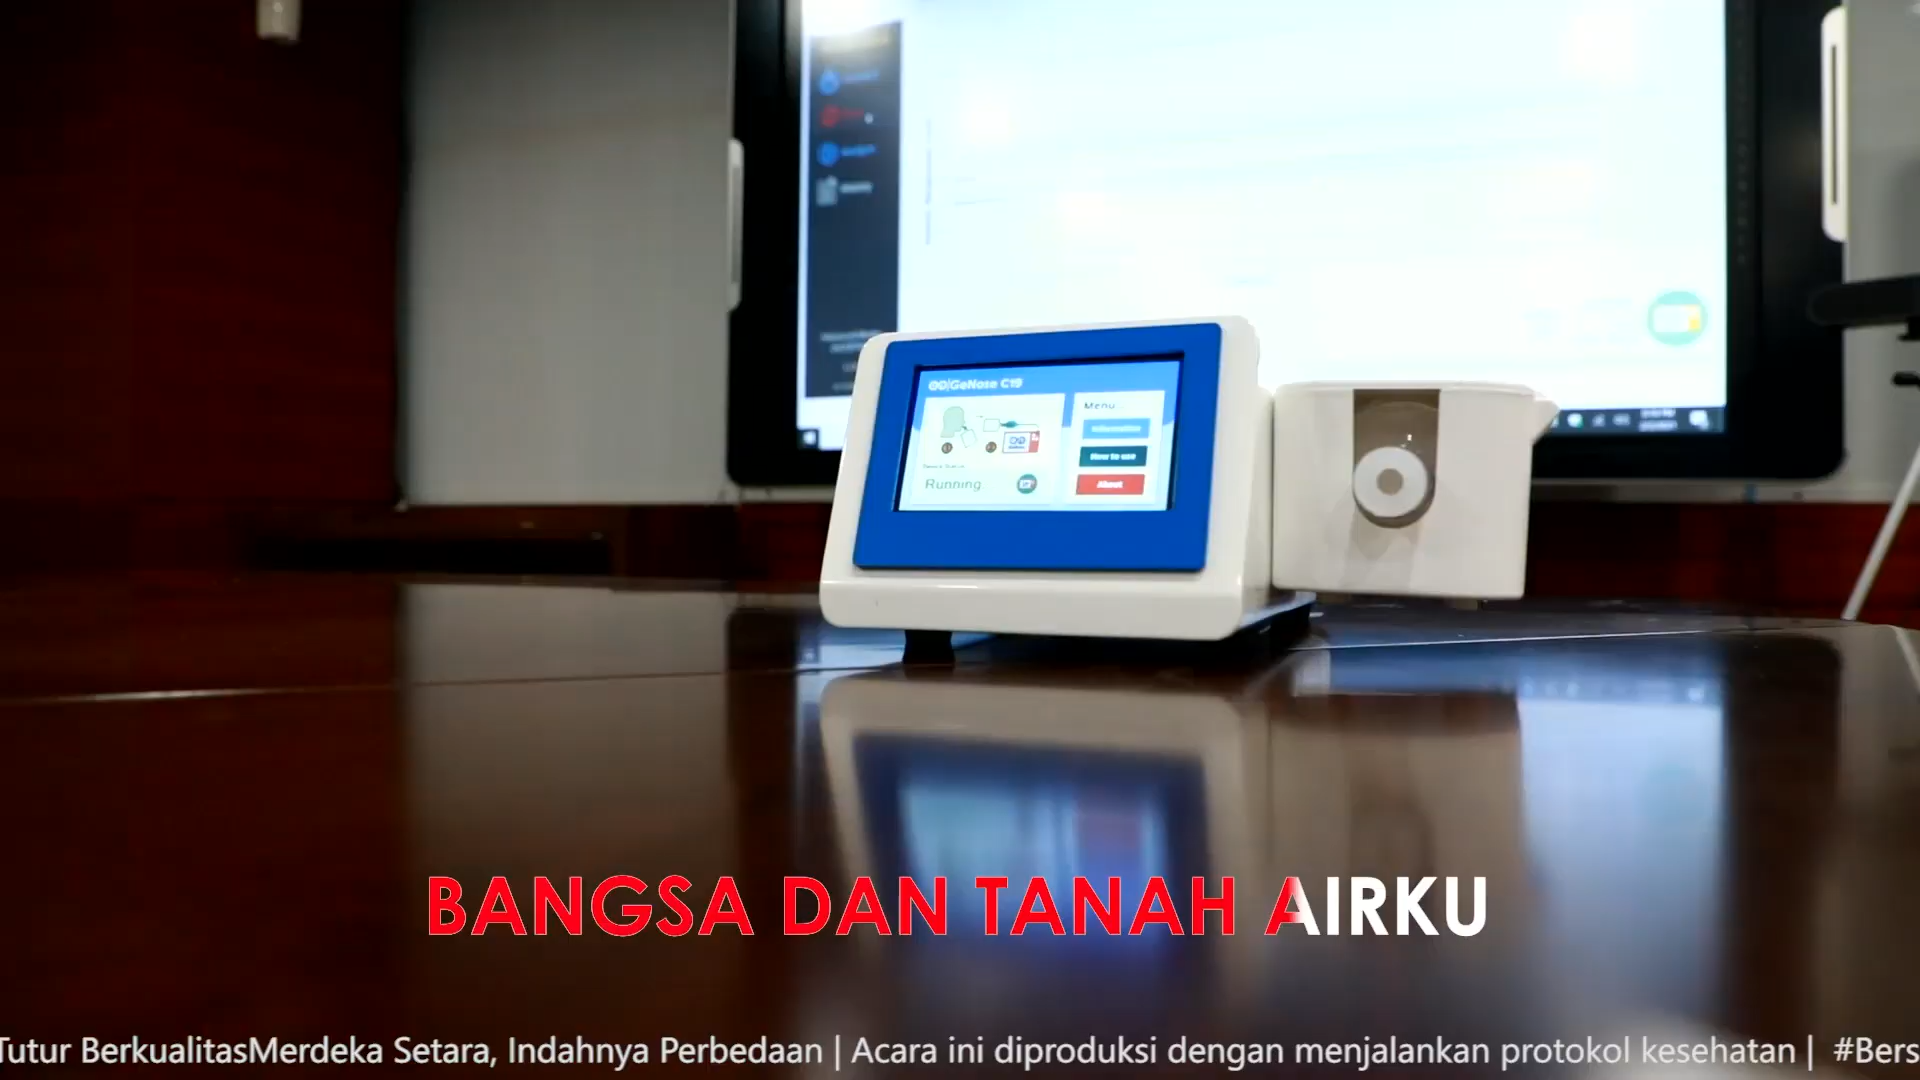 GeNose C19
Menu
Information
How to use
About
Running
BANGSA DAN TANAH AIRKU
Tutur BerkualitasMerdeka Setara, Indahnya Perbedaan | Acara ini diproduksi dengan menjalankan protokol kesehatan | #Bers